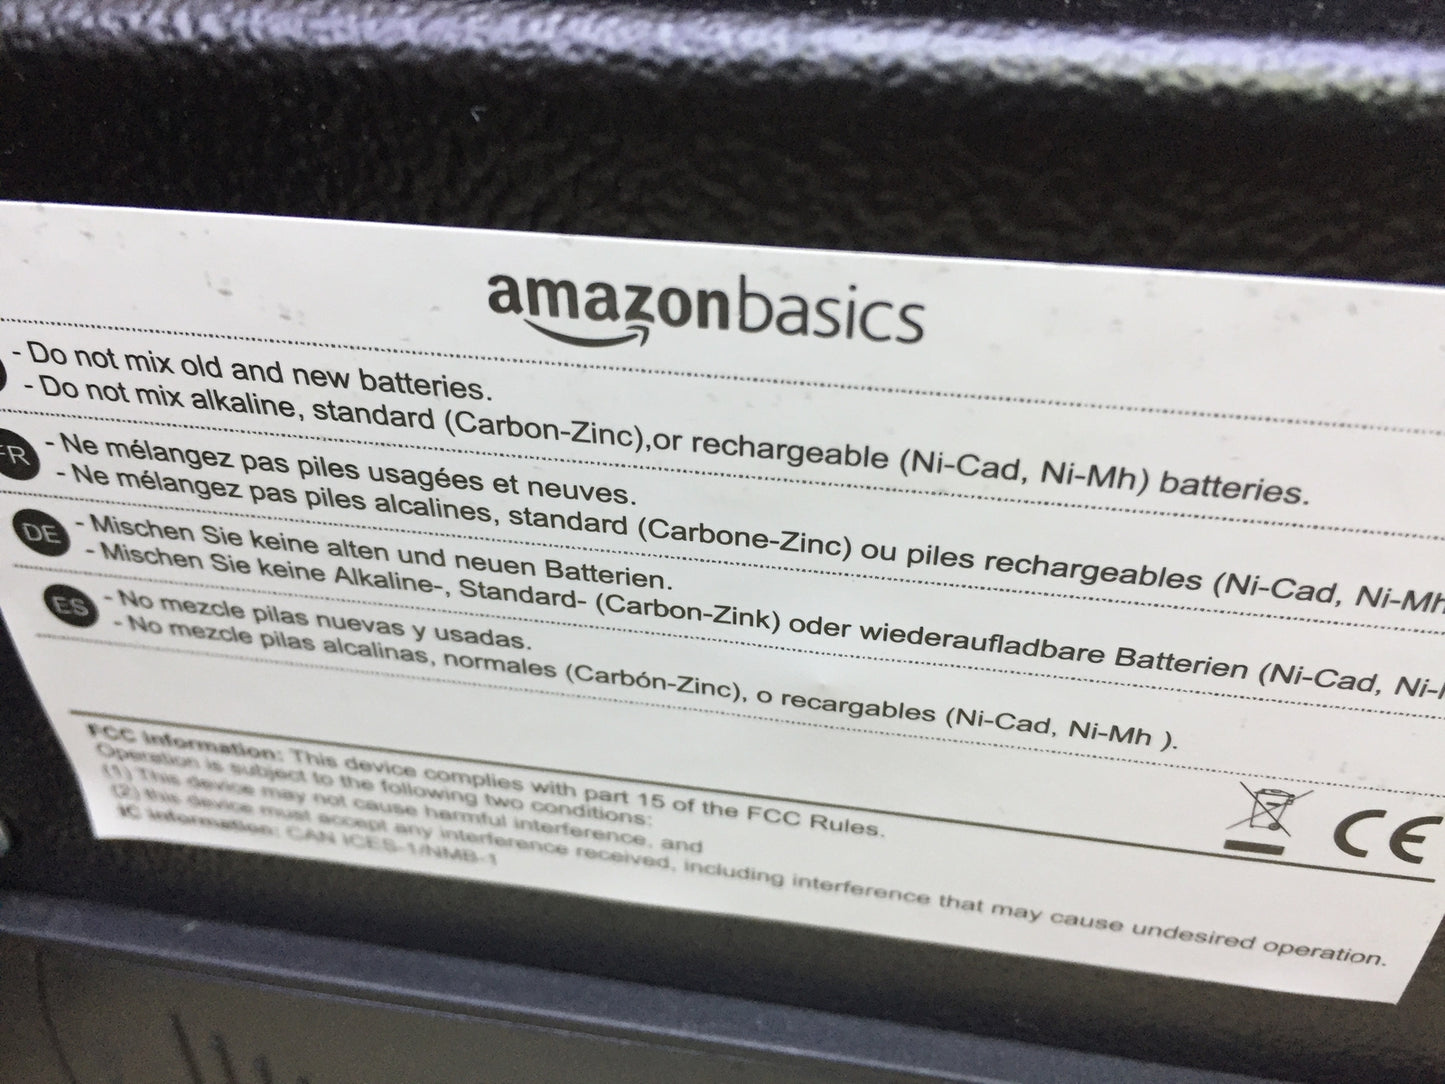 amazonbasics
- Do not mix old and new batteries.
- Do not mix alkaline, standard (Carbon-Zinc),or rechargeable (Ni-Cad, Ni-Mh) batteries.
FR - Ne mélangez pas piles usagées et neuves.
- Ne mélangez pas piles alcalines, standard (Carbone-Zinc) ou piles rechargeables (Ni-Cad, Ni-Mh
DE - Mischen Sie keine alten und neuen Batterien.
- Mischen Sie keine Alkaline-, Standard- (Carbon-Zink) oder wiederaufladbare Batterien (Ni-Cad, Ni-
ES - No mezcle pilas nuevas y usadas.
- No mezcle pilas alcalinas, normales (Carbón-Zinc), o recargables (Ni-Cad, Ni-Mh ).
FCC information: This device complies with part 15 of the FCC Rules.
Operation is subject to the following two conditions:
(1) This device may not cause harmful interference, and
(2) this device must accept any interference received, including interference that may cause undesired operation.
IC information: CAN ICES-1/NMB-1
CE